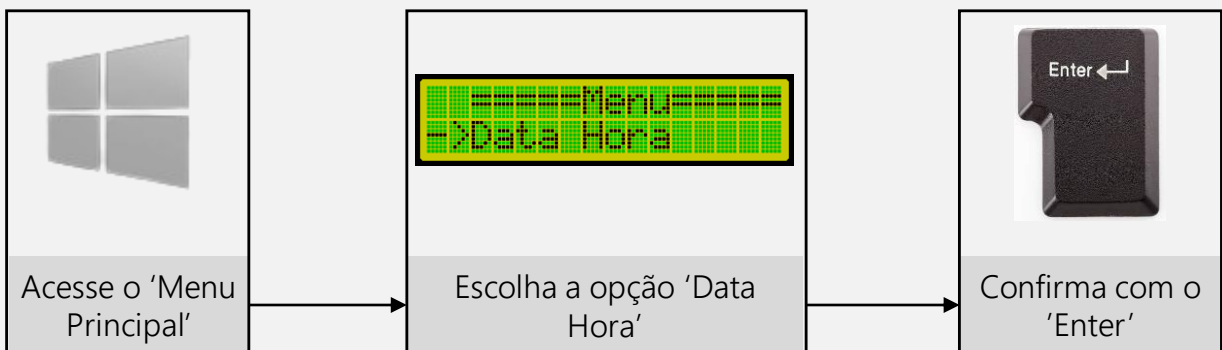 =====Menu=====
->Data Hora
Enter
Acesse o ‘Menu
Principal’
Escolha a opção ‘Data
Hora’
Confirma com o
‘Enter’